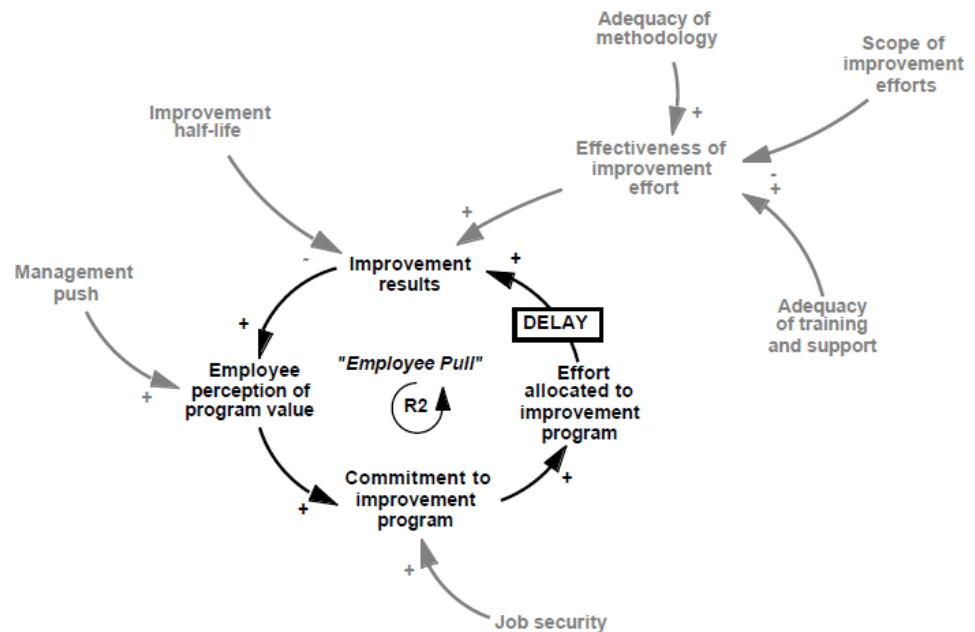 Adequacy of
methodology
Scope of
improvement
efforts
Improvement
half-life
+
Effectiveness of
improvement
effort
-
+
+
Improvement
results
+
-
Management
push
Adequacy
of training
and support
+
DELAY
Employee
perception of
program value
"Employee Pull"
R2
Effort
allocated to
improvement
program
+
Commitment to
improvement
program
+
+
+
Job security